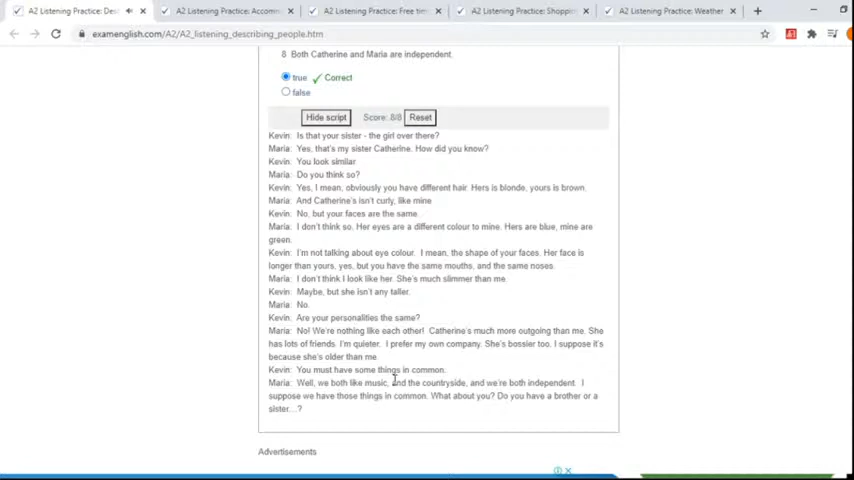 A2 Listening Practice: Des
A2 Listening Practice: Accomm
A2 Listening Practice: Free tim
A2 Listening Practice: Shoppin
A2 Listening Practice: Weather
examenglish.com/A2/A2_listening_describing_people.htm
8 Both Catherine and Maria are independent.
true ✓ Correct
false
Hide script Score: 8/8 Reset
Kevin: Is that your sister - the girl over there?
Maria: Yes, that's my sister Catherine. How did you know?
Kevin: You look similar
Maria: Do you think so?
Kevin: Yes, I mean, obviously you have different hair. Hers is blonde, yours is brown.
Maria: And Catherine's isn't curly, like mine
Kevin: No, but your faces are the same
Maria: I don't think so. Her eyes are a different colour to mine. Hers are blue, mine are
green.
Kevin: I'm not talking about eye colour. I mean, the shape of your faces. Her face is
longer than yours, yes, but you have the same mouths, and the same noses.
Maria: I don't think I look like her. She's much slimmer than me.
Kevin: Maybe, but she isn't any taller.
Maria: No.
Kevin: Are your personalities the same?
Maria: No! We're nothing like each other! Catherine's much more outgoing than me. She
has lots of friends. I'm quieter. I prefer my own company. She's bossier too. I suppose it's
because she's older than me
Kevin: You must have some things in common.
Maria: Well, we both like music, and the countryside, and we're both independent. I
suppose we have those things in common. What about you? Do you have a brother or a
sister....?
Advertisements